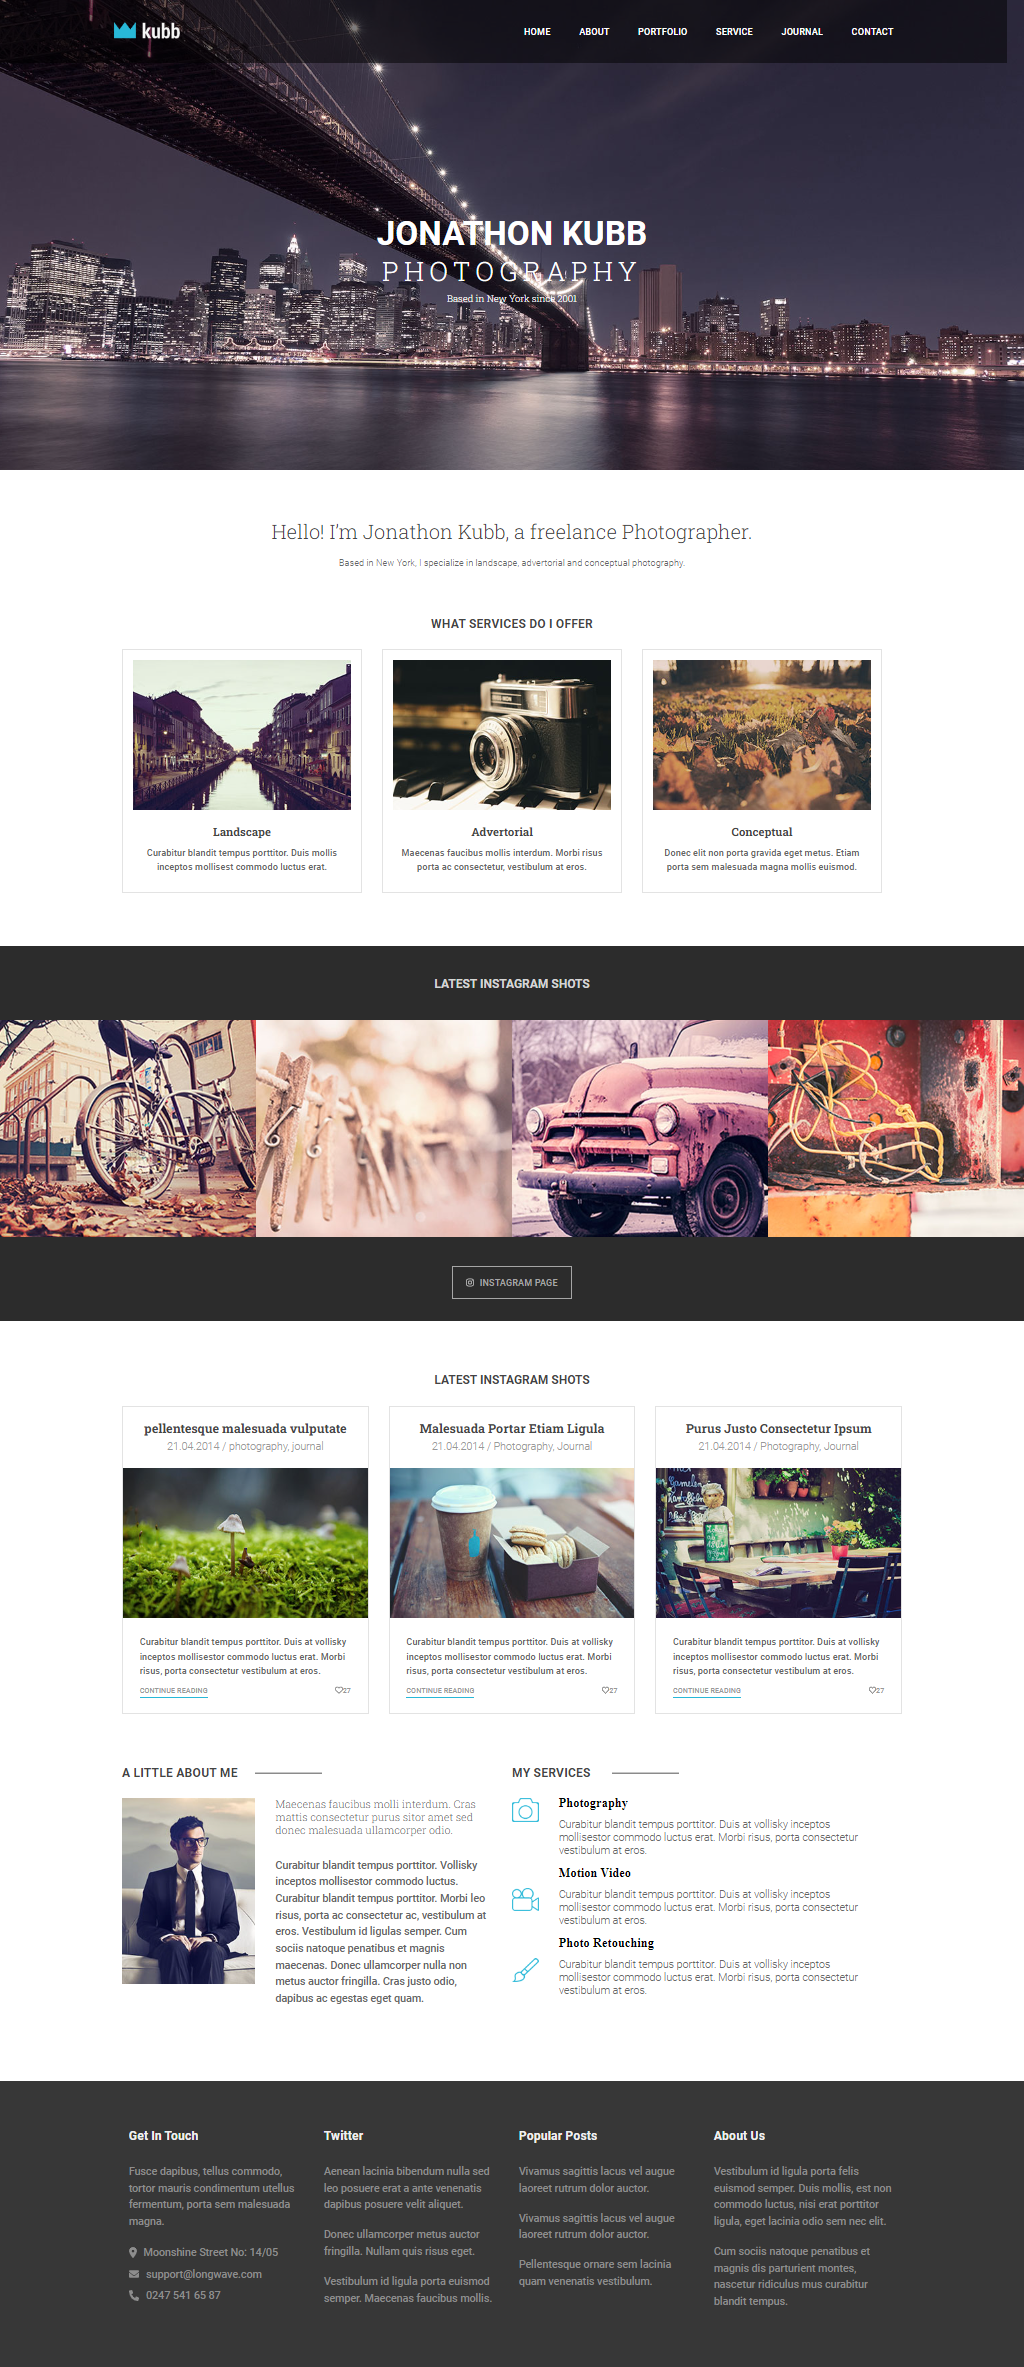 kubb
HOME ABOUT PORTFOLIO SERVICE JOURNAL CONTACT
JONATHON KUBB
PHOTOGRAPHY
Based in New York since 2001
Hello! I'm Jonathon Kubb, a freelance Photographer.
Based in New York, I specialize in landscape, advertorial and conceptual photography.
WHAT SERVICES DO I OFFER
Landscape
Curabitur blandit tempus porttitor. Duis mollis
inceptos mollisest commodo luctus erat.
Advertorial
Maecenas faucibus mollis interdum. Morbi risus
porta ac consectetur, vestibulum at eros.
Conceptual
Donec elit non porta gravida eget metus. Etiam
porta sem malesuada magna mollis euismod.
LATEST INSTAGRAM SHOTS
INSTAGRAM PAGE
LATEST INSTAGRAM SHOTS
pellentesque malesuada vulputate
21.04.2014 / photography, journal
Curabitur blandit tempus porttitor. Duis at vollisky
inceptos mollisestor commodo luctus erat. Morbi
risus, porta consectetur vestibulum at eros.
CONTINUE READING 27
Malesuada Portar Etiam Ligula
21.04.2014 / Photography, Journal
Curabitur blandit tempus porttitor. Duis at vollisky
inceptos mollisestor commodo luctus erat. Morbi
risus, porta consectetur vestibulum at eros.
CONTINUE READING 27
Purus Justo Consectetur Ipsum
21.04.2014 / Photography, Journal
Curabitur blandit tempus porttitor. Duis at vollisky
inceptos mollisestor commodo luctus erat. Morbi
risus, porta consectetur vestibulum at eros.
CONTINUE READING 27
A LITTLE ABOUT ME
Maecenas faucibus molli interdum. Cras
mattis consectetur purus sitor amet sed
donec malesuada ullamcorper odio.
Curabitur blandit tempus porttitor. Vollisky
inceptos mollisestor commodo luctus.
Curabitur blandit tempus porttitor. Morbi leo
risus, porta ac consectetur ac, vestibulum at
eros. Vestibulum id ligulas semper. Cum
sociis natoque penatibus et magnis
maecenas. Donec ullamcorper nulla non
metus auctor fringilla. Cras justo odio,
dapibus ac egestas eget quam.
MY SERVICES
Photography
Curabitur blandit tempus porttitor. Duis at vollisky inceptos
mollisestor commodo luctus erat. Morbi risus, porta consectetur
vestibulum at eros.
Motion Video
Curabitur blandit tempus porttitor. Duis at vollisky inceptos
mollisestor commodo luctus erat. Morbi risus, porta consectetur
vestibulum at eros.
Photo Retouching
Curabitur blandit tempus porttitor. Duis at vollisky inceptos
mollisestor commodo luctus erat. Morbi risus, porta consectetur
vestibulum at eros.
Get In Touch
Fusce dapibus, tellus commodo,
tortor mauris condimentum utellus
fermentum, porta sem malesuada
magna.
Moonshine Street No: 14/05
support@longwave.com
0247 541 65 87
Twitter
Aenean lacinia bibendum nulla sed
leo posuere erat a ante venenatis
dapibus posuere velit aliquet.
Donec ullamcorper metus auctor
fringilla. Nullam quis risus eget.
Vestibulum id ligula porta euismod
semper. Maecenas faucibus mollis.
Popular Posts
Vivamus sagittis lacus vel augue
laoreet rutrum dolor auctor.
Vivamus sagittis lacus vel augue
laoreet rutrum dolor auctor.
Pellentesque ornare sem lacinia
quam venenatis vestibulum.
About Us
Vestibulum id ligula porta felis
euismod semper. Duis mollis, est non
commodo luctus, nisi erat porttitor
ligula, eget lacinia odio sem nec elit.
Cum sociis natoque penatibus et
magnis dis parturient montes,
nascetur ridiculus mus curabitur
blandit tempus.